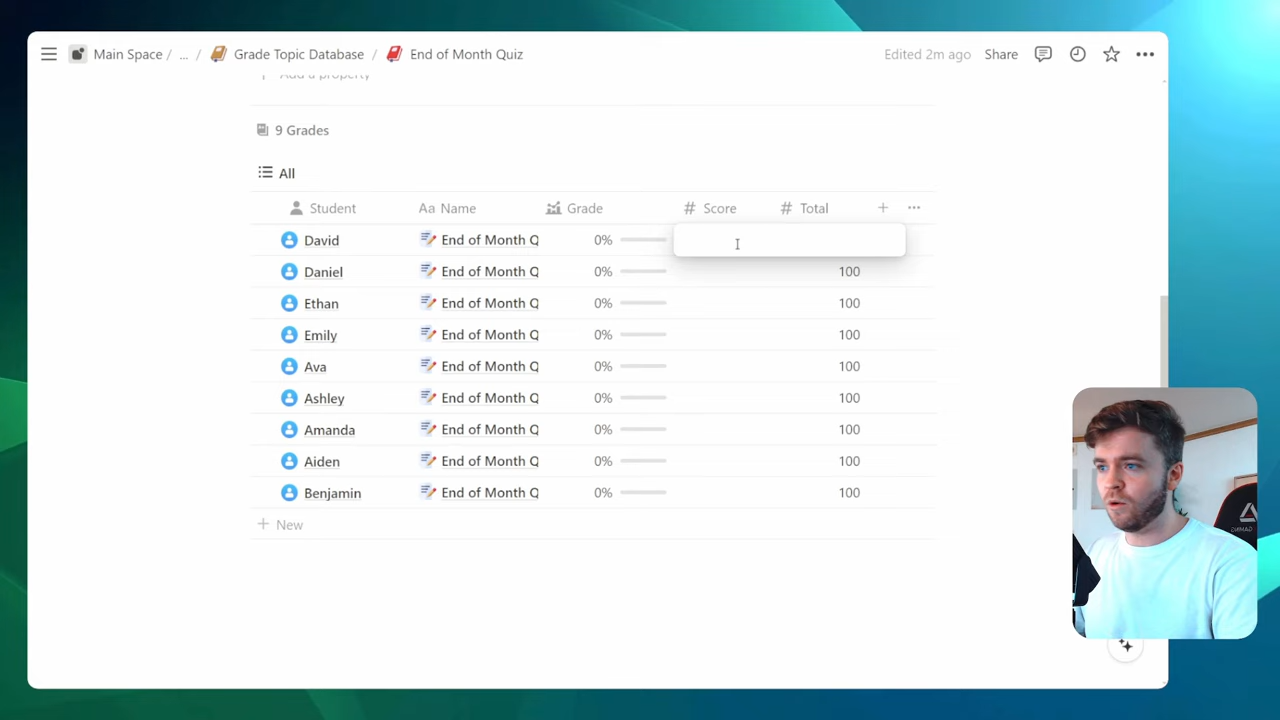 Main Space / ... / Grade Topic Database / End of Month Quiz Edited 2m ago Share
Add a property
9 Grades
All
Student Aa Name Grade # Score # Total + ...
David End of Month Q 0%
Daniel End of Month Q 0% 100
Ethan End of Month Q 0% 100
Emily End of Month Q 0% 100
Ava End of Month Q 0% 100
Ashley End of Month Q 0% 100
Amanda End of Month Q 0% 100
Aiden End of Month Q 0% 100
Benjamin End of Month Q 0% 100
+ New